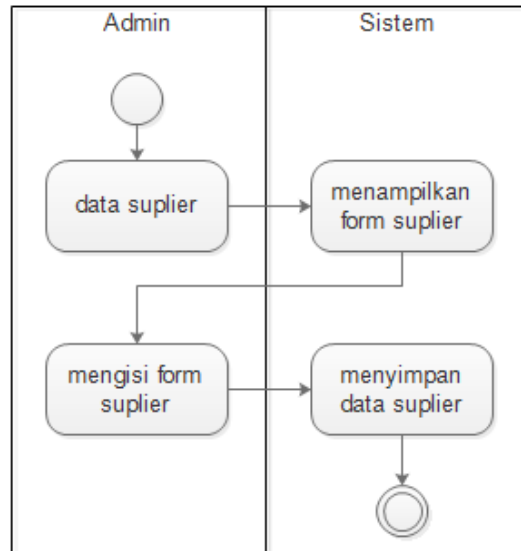 Admin
Sistem
data suplier
menampilkan
form suplier
mengisi form
suplier
menyimpan
data suplier